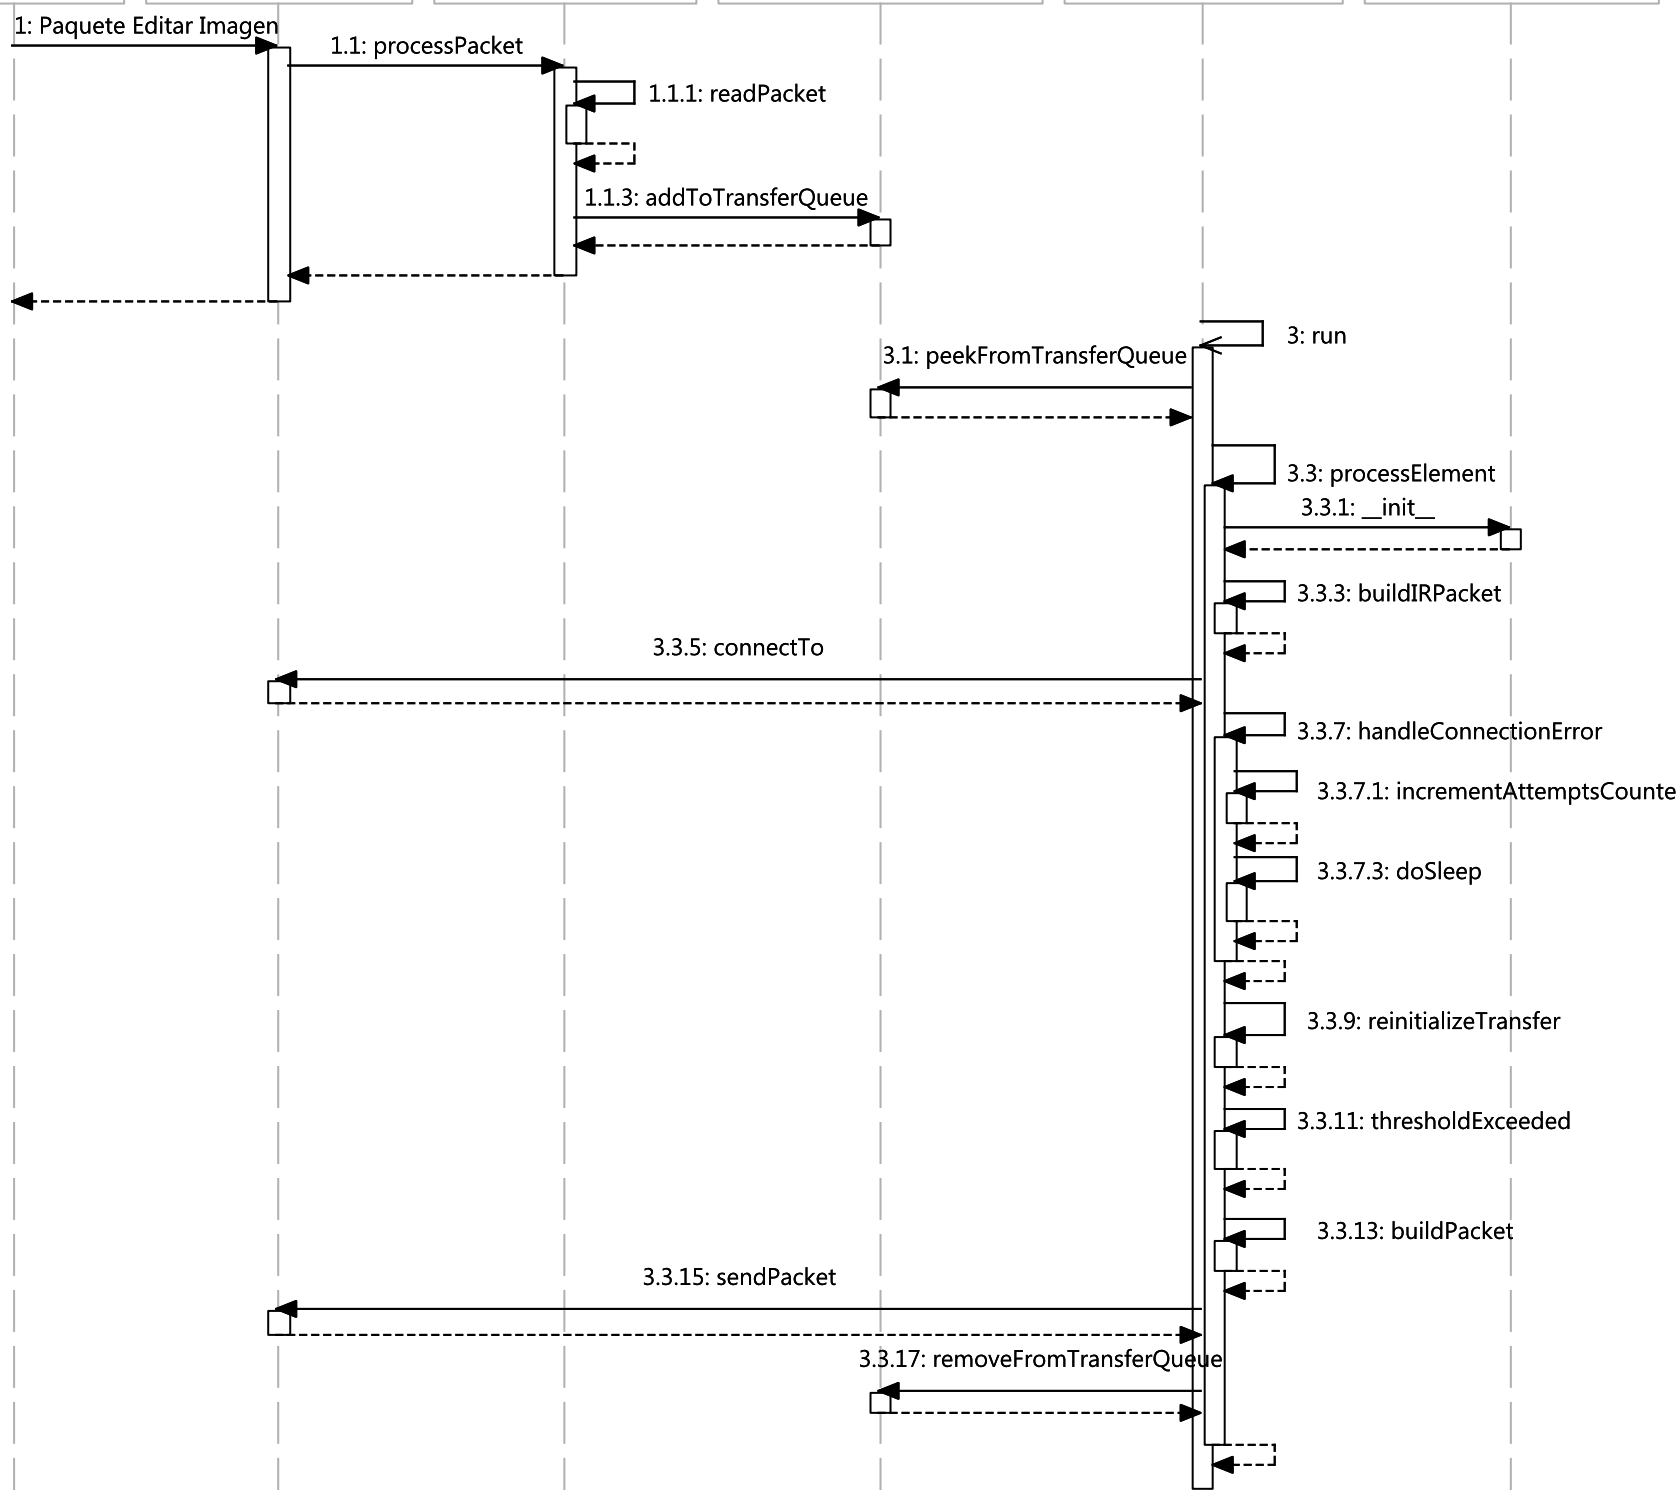 1: Paquete Editar Imagen
1.1: processPacket
1.1.1: readPacket
1.1.3: addToTransferQueue
3: run
3.1: peekFromTransferQueue
3.3: processElement
3.3.1: __init__
3.3.3: buildIRPacket
3.3.5: connectTo
3.3.7: handleConnectionError
3.3.7.1: incrementAttemptsCounte
3.3.7.3: doSleep
3.3.9: reinitializeTransfer
3.3.11: thresholdExceeded
3.3.13: buildPacket
3.3.15: sendPacket
3.3.17: removeFromTransferQueue